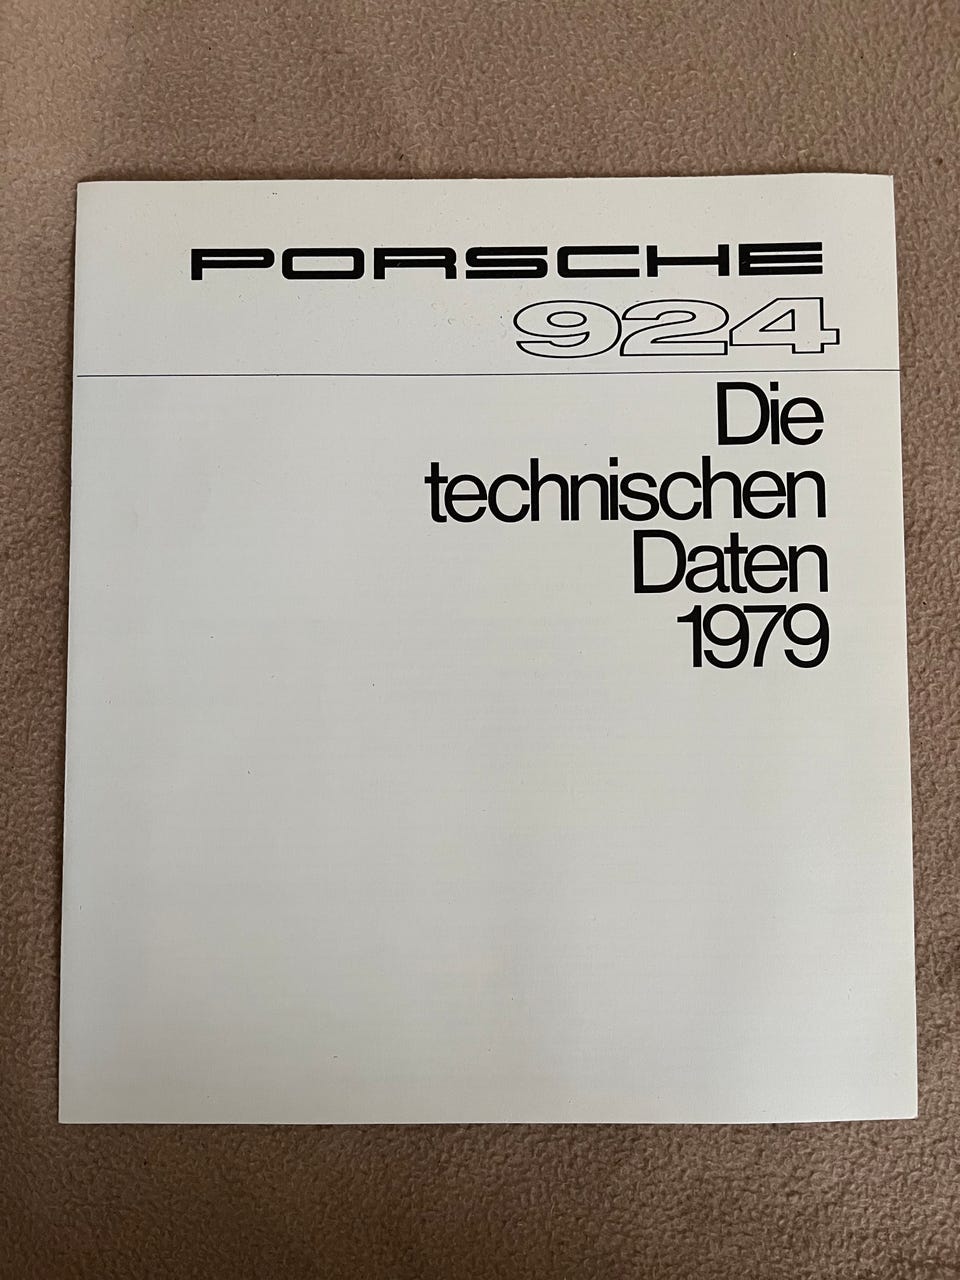 PORSCHE
924
Die
technischen
Daten
1979